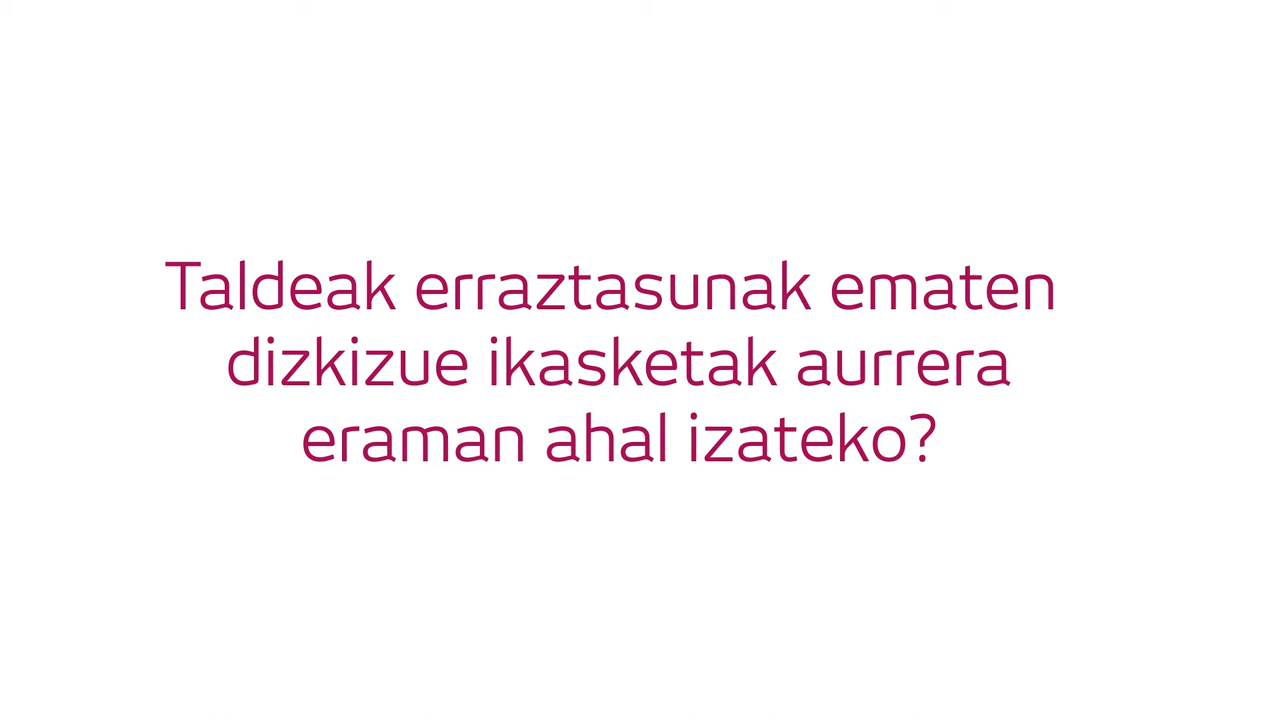 Taldeak erraztasunak ematen
dizkizue ikasketak aurrera
eraman ahal izateko?